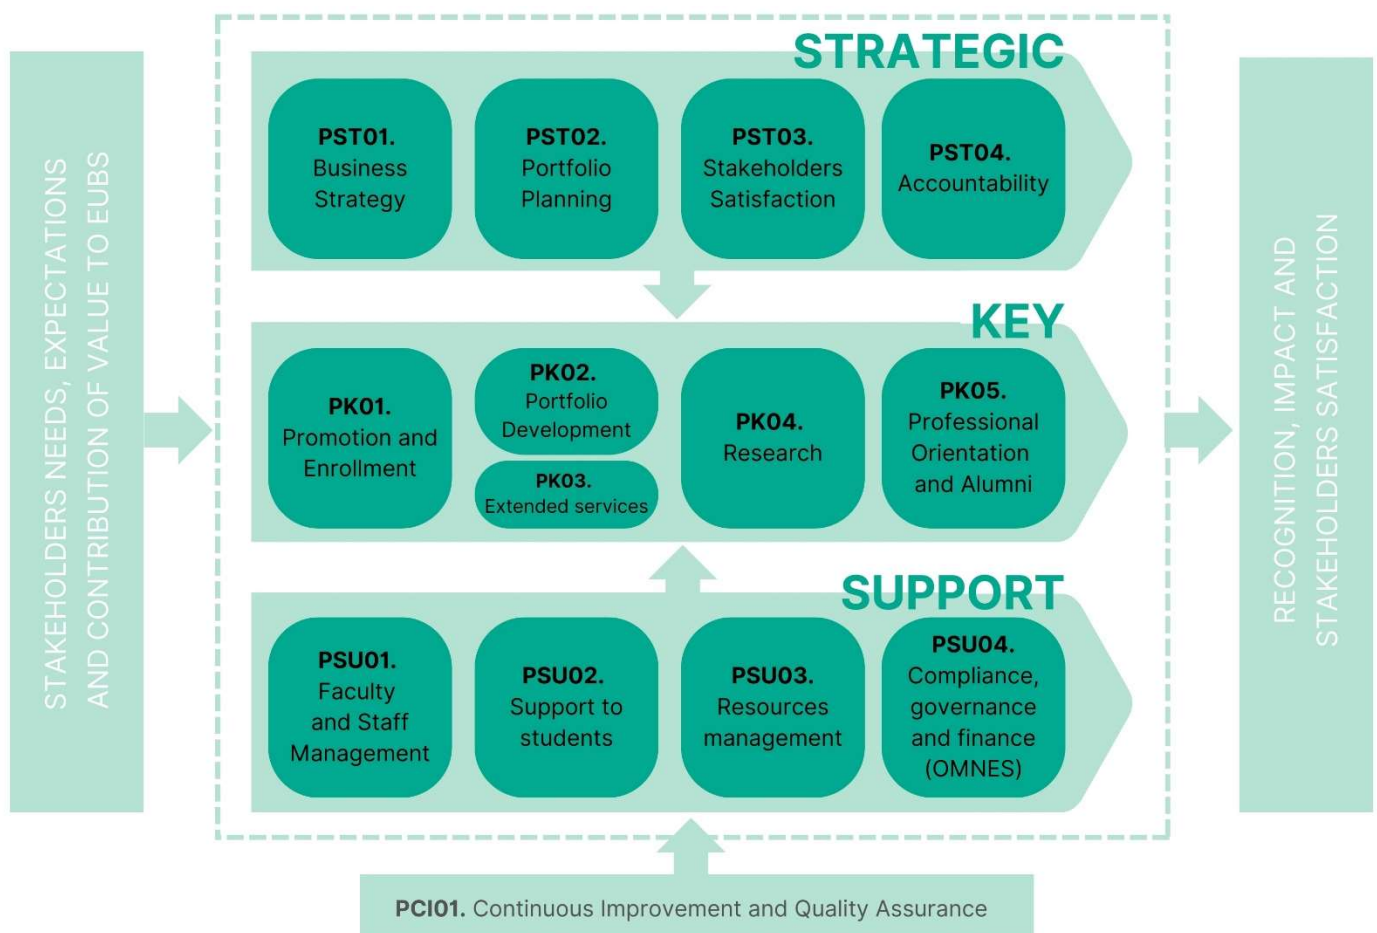 STAKEHOLDERS NEEDS, EXPECTATIONS
AND CONTRIBUTION OF VALUE TO EUBS
STRATEGIC
PST01.
Business
Strategy
PST02.
Portfolio
Planning
PST03.
Stakeholders
Satisfaction
PST04.
Accountability
KEY
PK01.
Promotion and
Enrollment
PK02.
Portfolio
Development
PK03.
Extended services
PK04.
Research
PK05.
Professional
Orientation
and Alumni
SUPPORT
PSU01.
Faculty
and Staff
Management
PSU02.
Support to
students
PSU03.
Resources
management
PSU04.
Compliance,
governance
and finance
(OMNES)
PCI01. Continuous Improvement and Quality Assurance
RECOGNITION, IMPACT AND
STAKEHOLDERS SATISFACTION